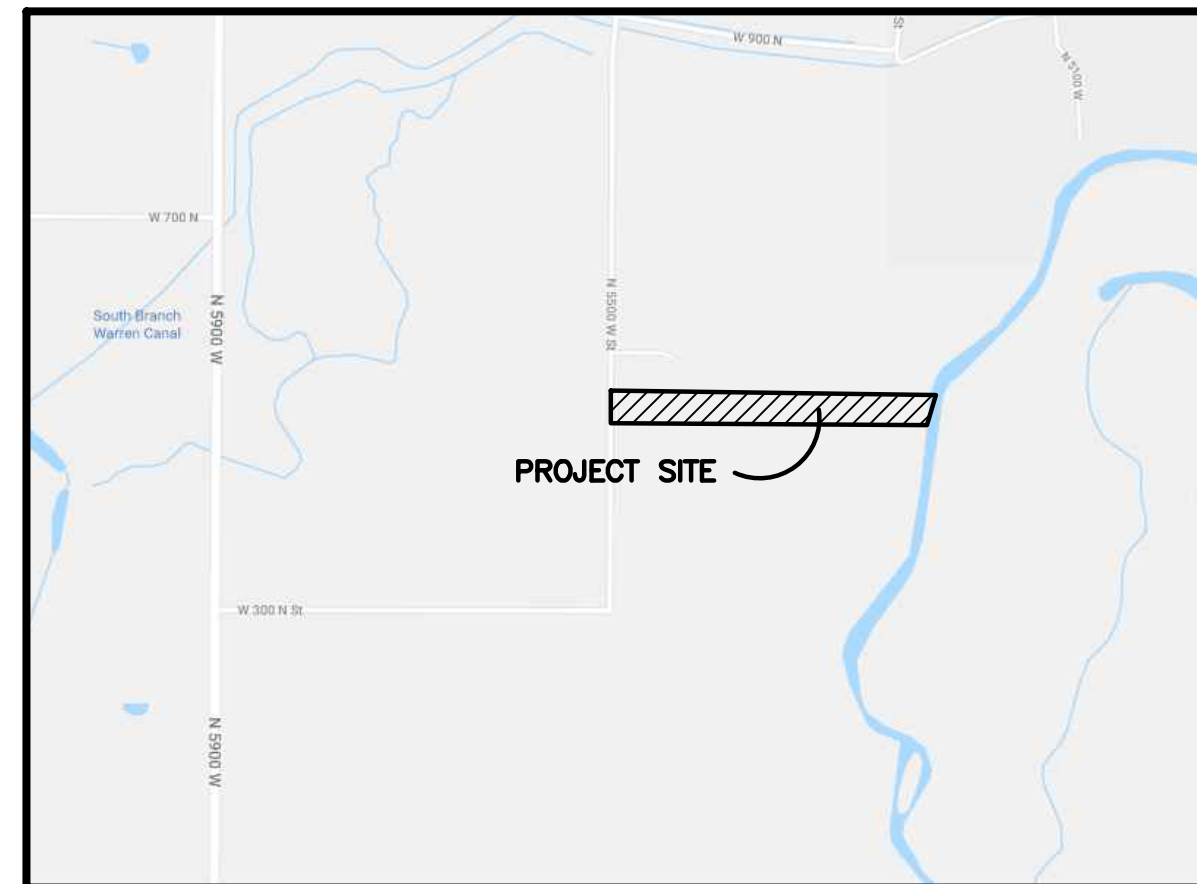 St
W 900 N
N 5100 W
W 700 N
South Branch
Warren Canal
N 5900 W
N 5500 W St
PROJECT SITE
W 300 N St
N 5900 W